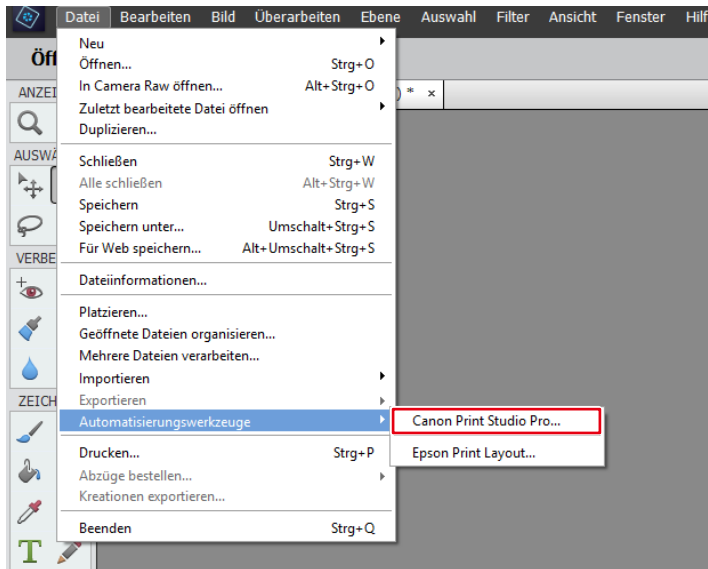 Datei Bearbeiten Bild Überarbeiten Ebene Auswahl Filter Ansicht Fenster Hilf
Öff
ANZEI
) * ×
AUSWÄ
VERBE
ZEICH
Neu
Öffnen... Strg+O
In Camera Raw öffnen... Alt+Strg+O
Zuletzt bearbeitete Datei öffnen
Duplizieren...
Schließen Strg+W
Alle schließen Alt+Strg+W
Speichern Strg+S
Speichern unter... Umschalt+Strg+S
Für Web speichern... Alt+Umschalt+Strg+S
Dateiinformationen...
Platzieren...
Geöffnete Dateien organisieren...
Mehrere Dateien verarbeiten...
Importieren
Exportieren
Automatisierungswerkzeuge
Canon Print Studio Pro...
Epson Print Layout...
Drucken... Strg+P
Abzüge bestellen...
Kreationen exportieren...
Beenden Strg+Q
T